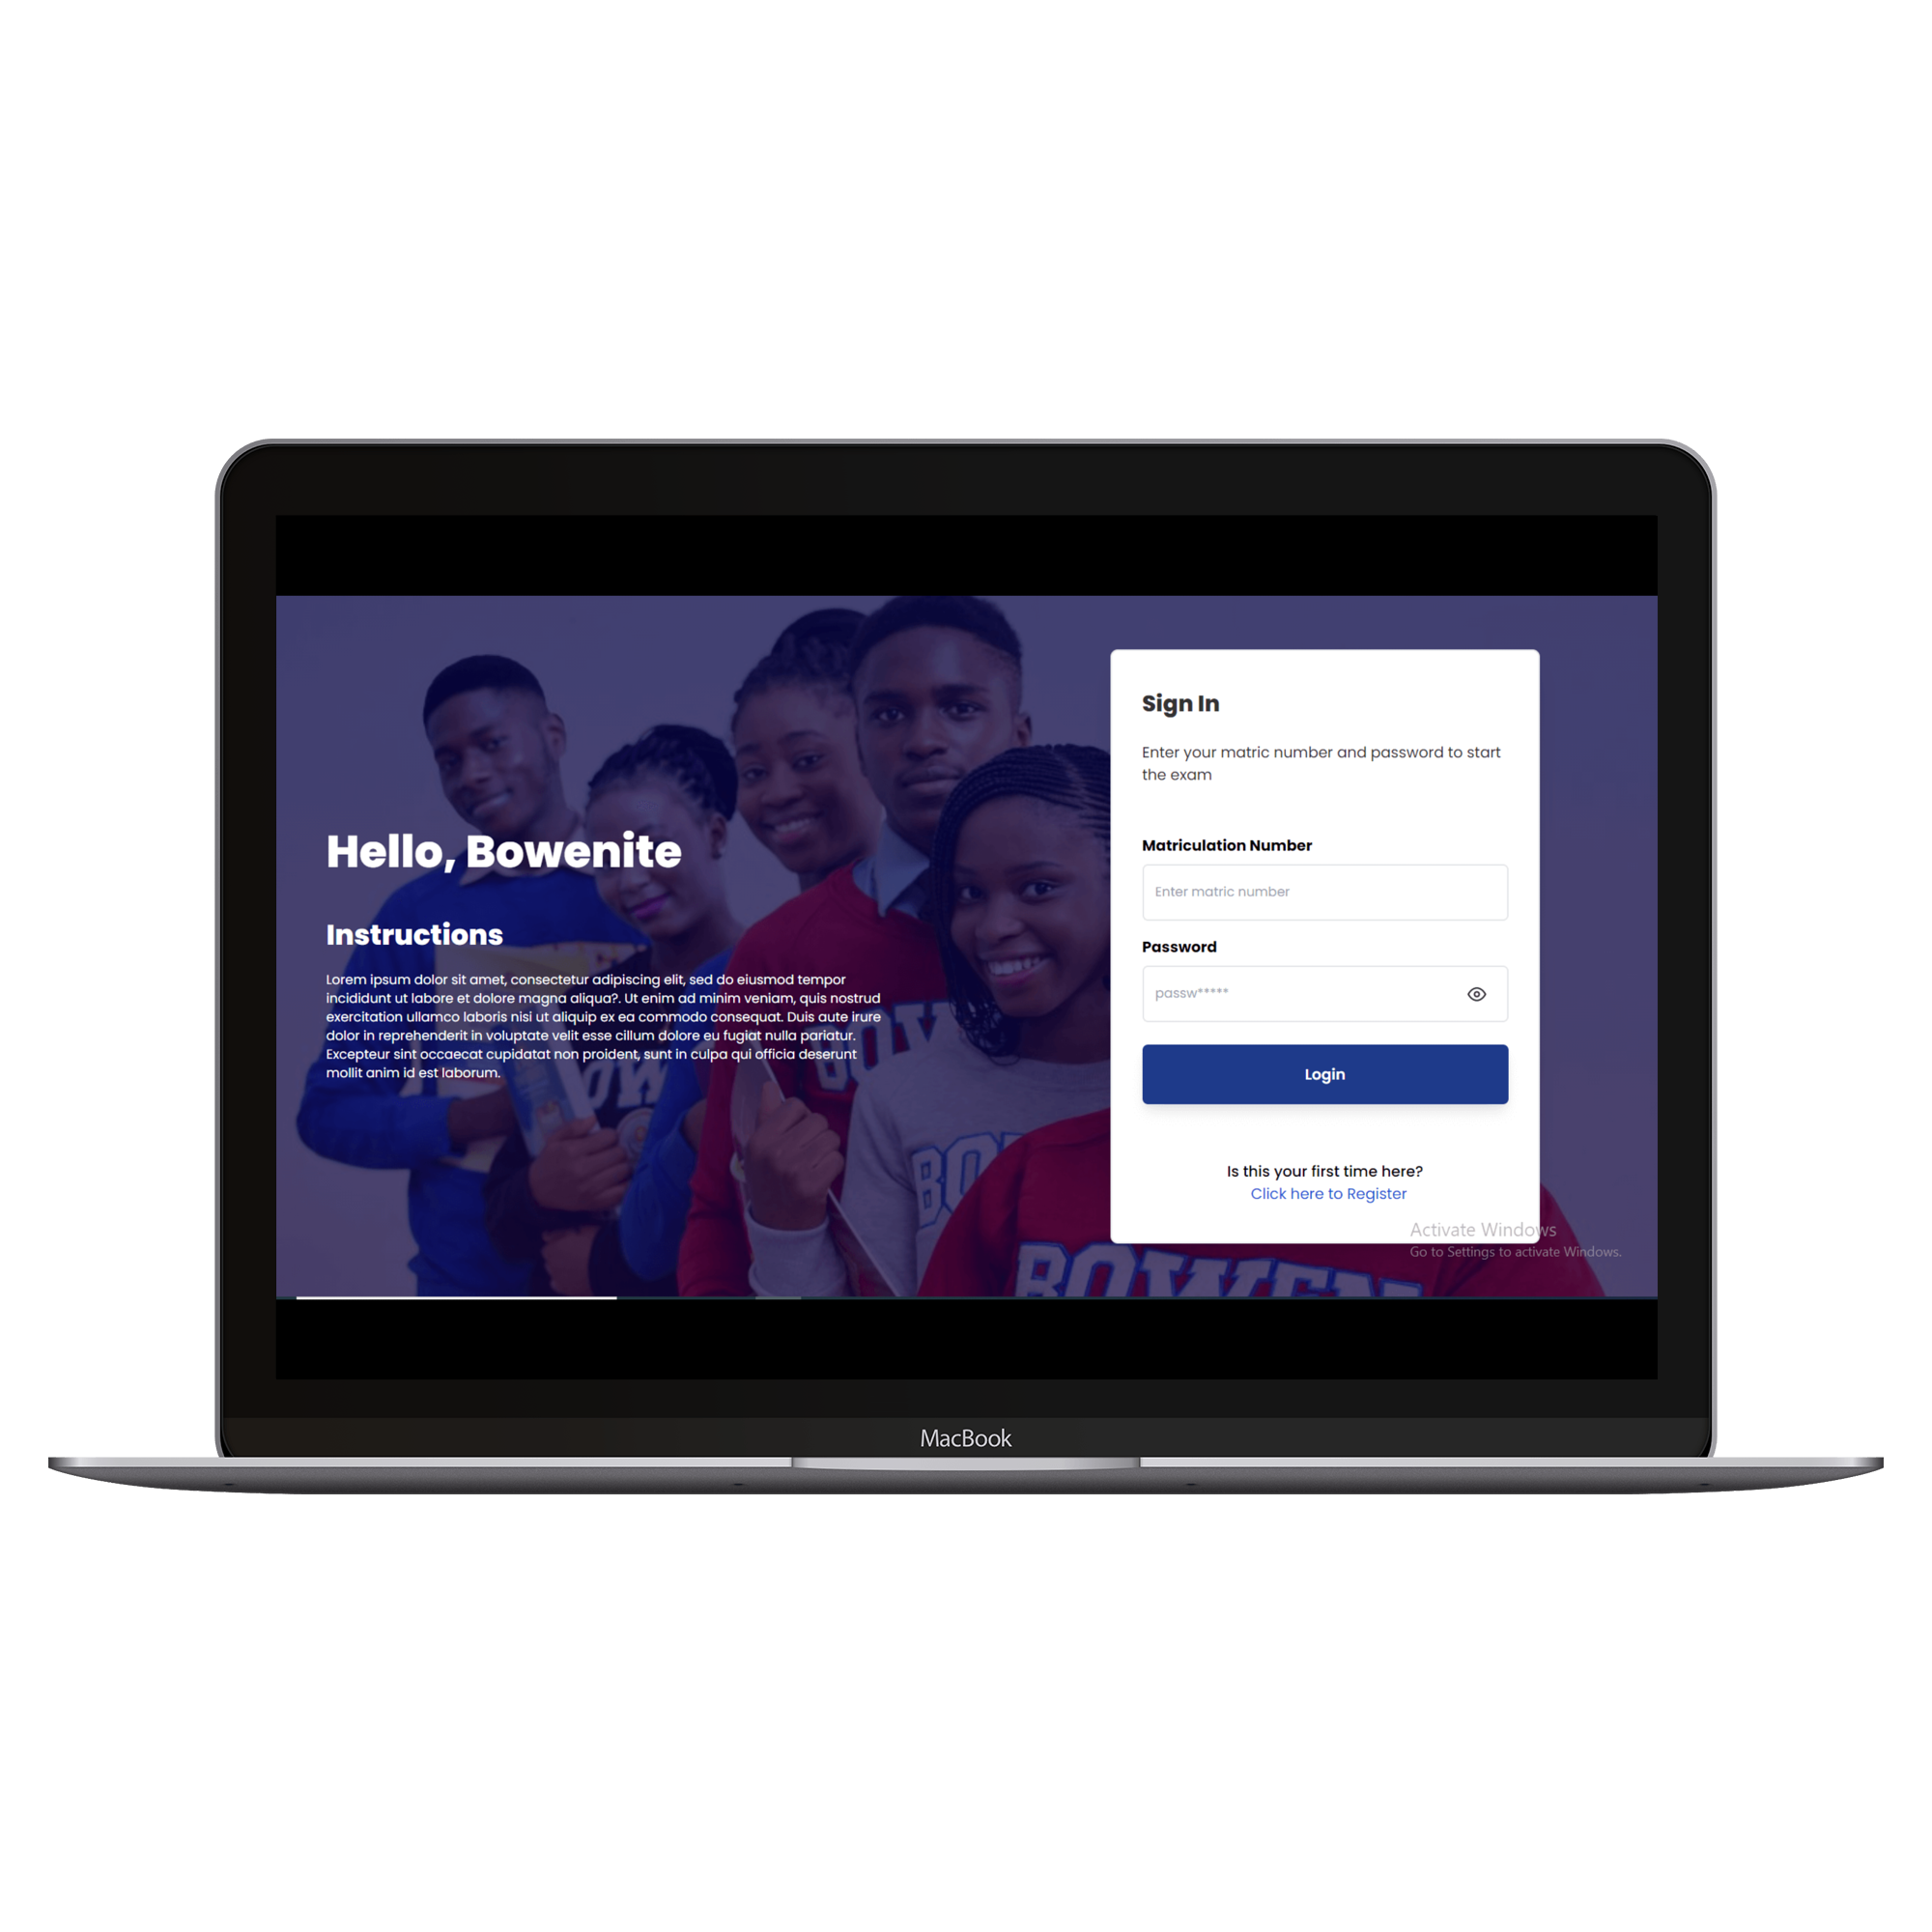 Hello, Bowenite
Instructions
Lorem ipsum dolor sit amet, consectetur adipiscing elit, sed do eiusmod tempor
incididunt ut labore et dolore magna aliqua?. Ut enim ad minim veniam, quis nostrud
exercitation ullamco laboris nisi ut aliquip ex ea commodo consequat. Duis aute irure
dolor in reprehenderit in voluptate velit esse cillum dolore eu fugiat nulla pariatur.
Excepteur sint occaecat cupidatat non proident, sunt in culpa qui officia deserunt
mollit anim id est laborum.
Sign In
Enter your matric number and password to start
the exam
Matriculation Number
Enter matric number
Password
passw*****
Login
Is this your first time here?
Click here to Register
Activate Windows
Go to Settings to activate Windows.
BOWEN
MacBook